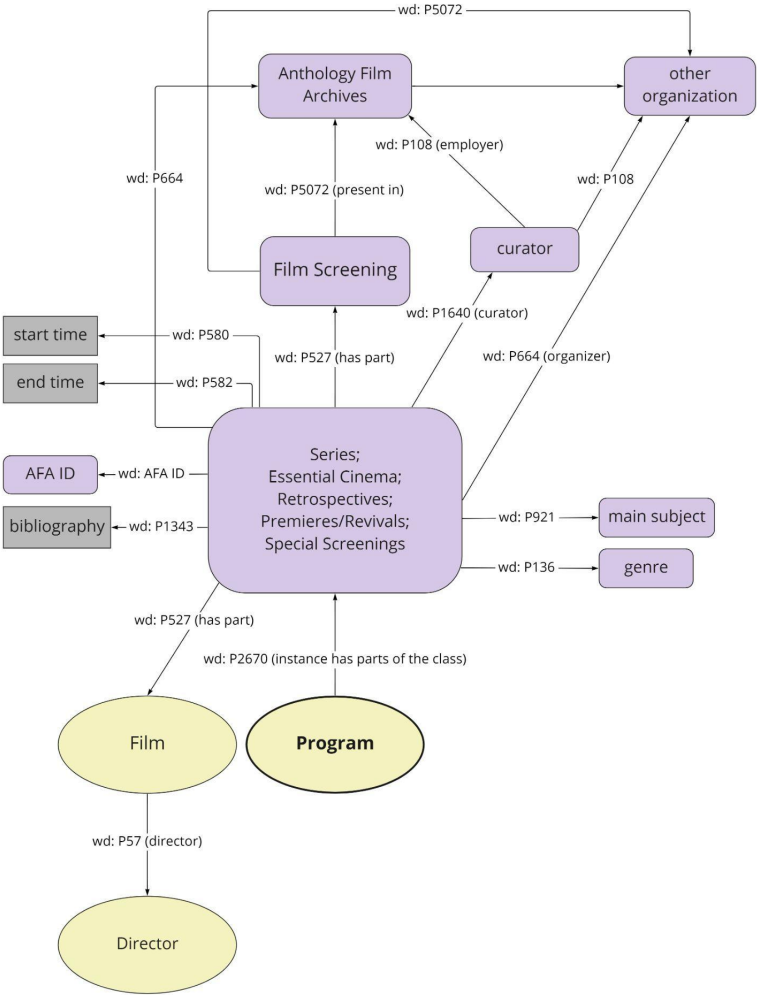 wd: P5072
Anthology Film
Archives
other
organization
wd: P108 (employer)
wd: P664
wd: P108
wd: P5072 (present in)
curator
Film Screening
wd: P1640 (curator)
start time
wd: P580
wd: P527 (has part)
wd: P664 (organizer)
end time
wd: P582
Series;
Essential Cinema;
Retrospectives;
Premieres/Revivals;
Special Screenings
AFA ID
wd: AFA ID
bibliography
wd: P1343
wd: P921
main subject
wd: P136
genre
wd: P527 (has part)
wd: P2670 (instance has parts of the class)
Film
Program
wd: P57 (director)
Director